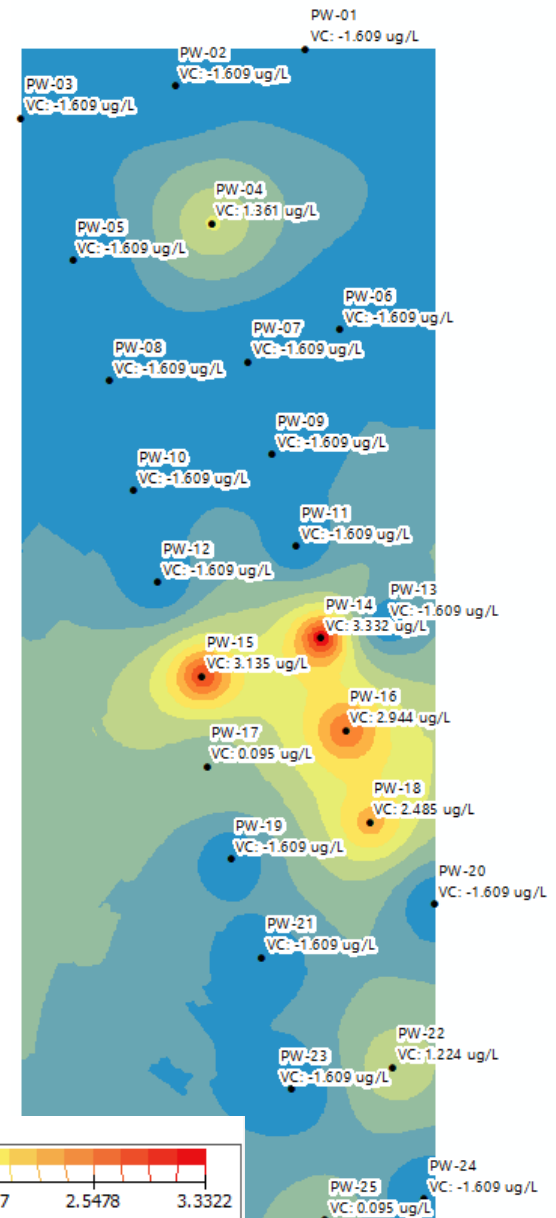 PW-01
VC: -1.609 ug/L
PW-02
VC: -1.609 ug/L
PW-03
VC: -1.609 ug/L
PW-04
VC: 1.361 ug/L
PW-05
VC: -1.609 ug/L
PW-06
VC: -1.609 ug/L
PW-07
VC: -1.609 ug/L
PW-08
VC: -1.609 ug/L
PW-09
VC: -1.609 ug/L
PW-10
VC: -1.609 ug/L
PW-11
VC: -1.609 ug/L
PW-12
VC: -1.609 ug/L
PW-13
VC: -1.609 ug/L
PW-14
VC: 3.332 ug/L
PW-15
VC: 3.135 ug/L
PW-16
VC: 2.944 ug/L
PW-17
VC: 0.095 ug/L
PW-18
VC: 2.485 ug/L
PW-19
VC: -1.609 ug/L
PW-20
VC: -1.609 ug/L
PW-21
VC: -1.609 ug/L
PW-22
VC: 1.224 ug/L
PW-23
VC: -1.609 ug/L
PW-24
VC: -1.609 ug/L
PW-25
VC: 0.095 ug/L
7 2.5478 3.3322